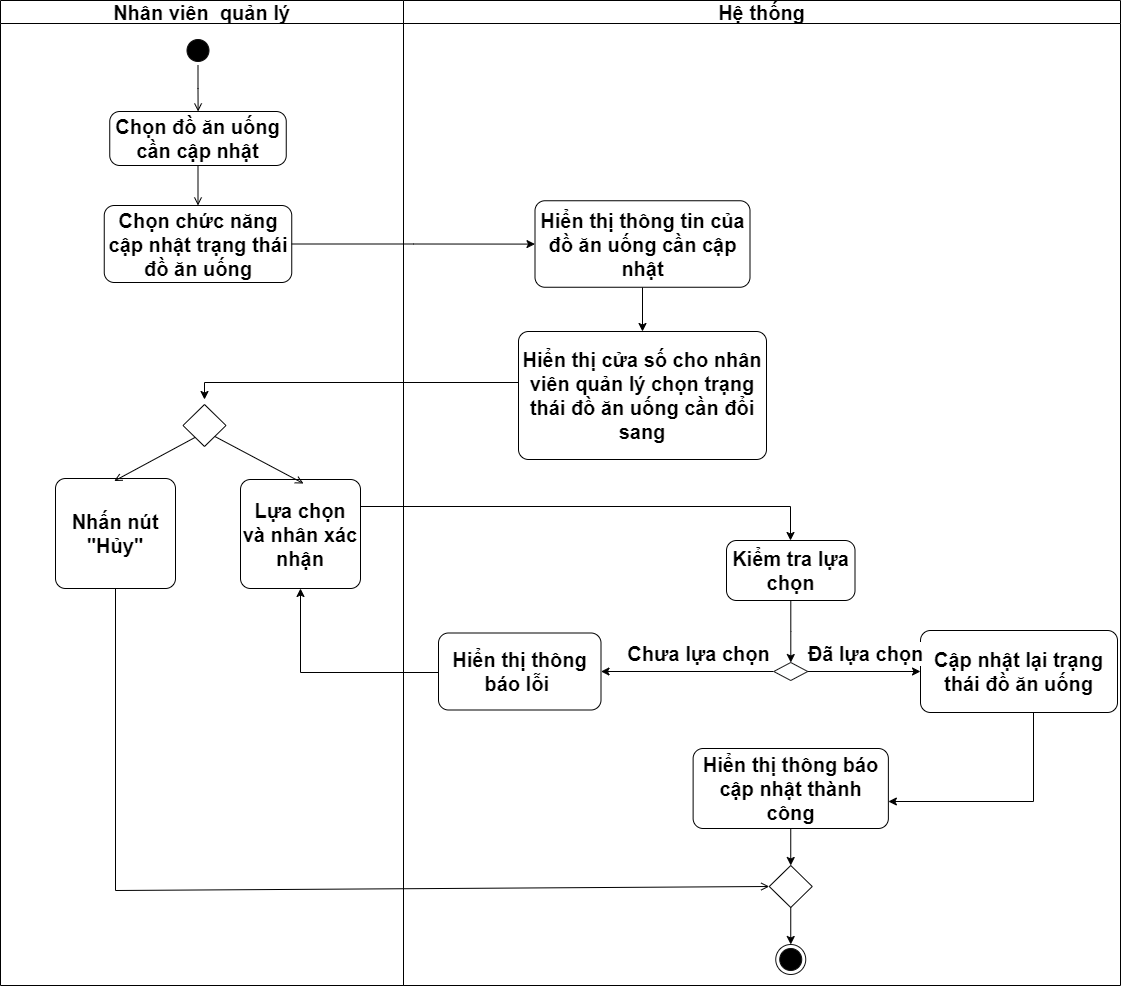 Nhân viên  quản lý
Hệ thống
Chọn đồ ăn uống
cần cập nhật
Chọn chức năng
cập nhật trạng thái
đồ ăn uống
Hiển thị thông tin của
đồ ăn uống cần cập
nhật
Hiển thị cửa số cho nhân
viên quản lý chọn trạng
thái đồ ăn uống cần đổi
sang
Nhấn nút
"Hủy"
Lựa chọn
và nhân xác
nhận
Kiểm tra lựa
chọn
Chưa lựa chọn
Đã lựa chọn
Hiển thị thông
báo lỗi
Cập nhật lại trạng
thái đồ ăn uống
Hiển thị thông báo
cập nhật thành
công